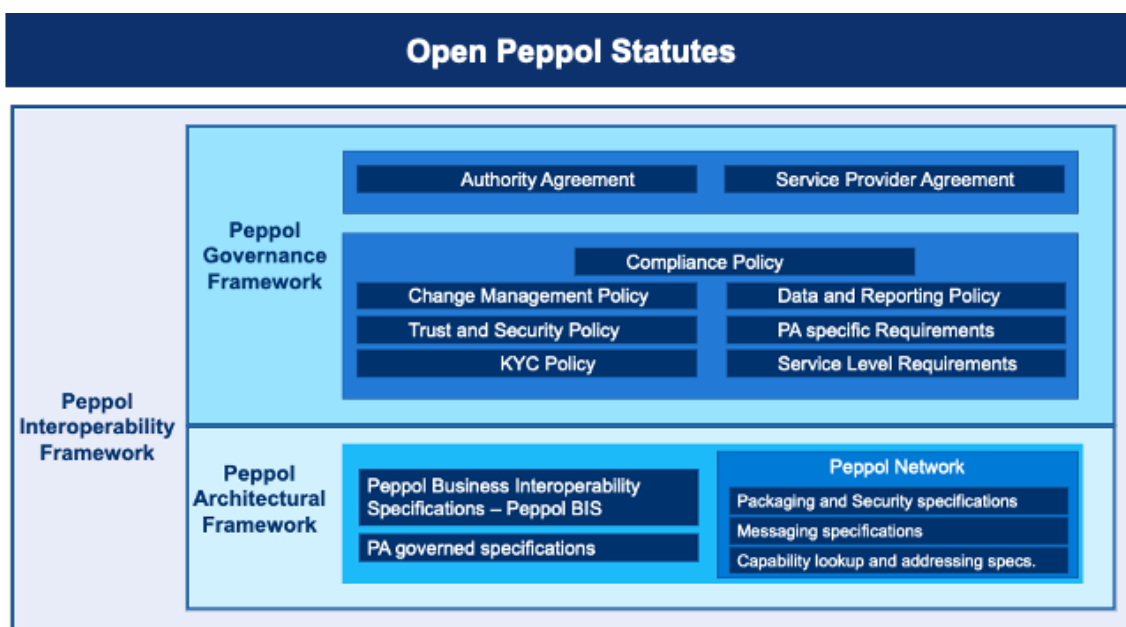 Open Peppol Statutes
Peppol
Interoperability
Framework
Peppol
Governance
Framework
Authority Agreement
Service Provider Agreement
Compliance Policy
Change Management Policy
Data and Reporting Policy
Trust and Security Policy
PA specific Requirements
KYC Policy
Service Level Requirements
Peppol
Architectural
Framework
Peppol Business Interoperability
Specifications – Peppol BIS
PA governed specifications
Peppol Network
Packaging and Security specifications
Messaging specifications
Capability lookup and addressing specs.